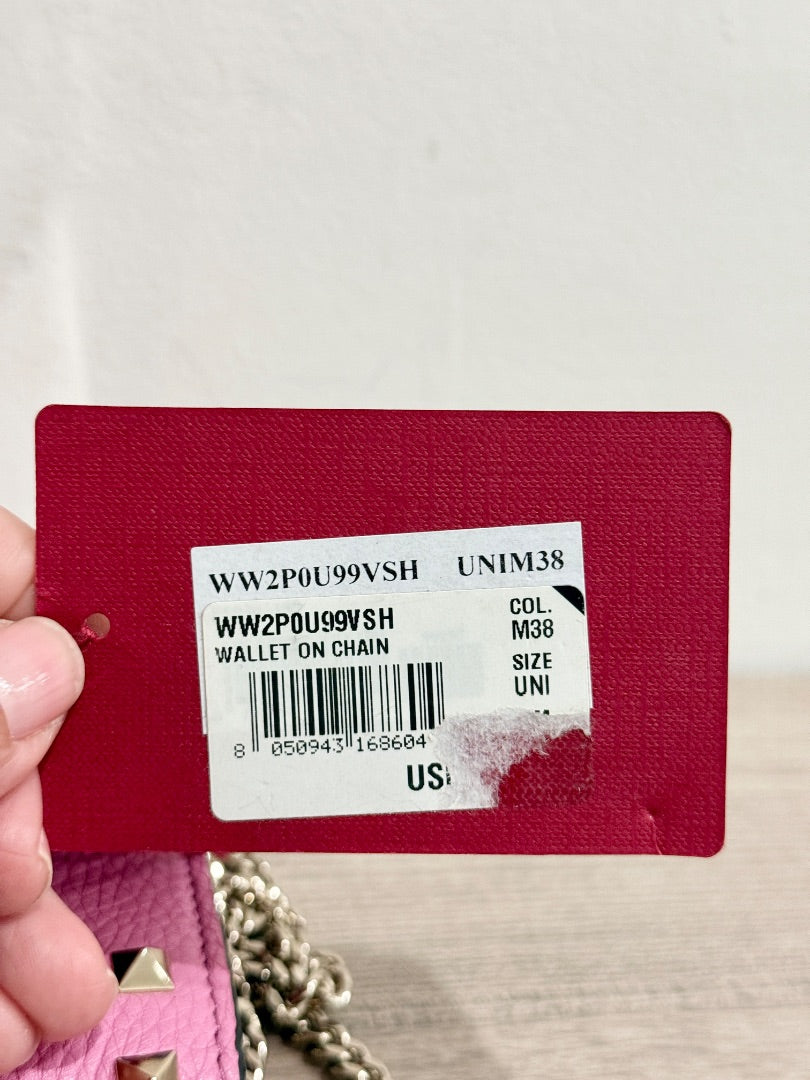 WW2P0U99VSH UNIM38
WW2P0U99VSH
WALLET ON CHAIN
COL.
M38
SIZE
UNI
8 050943 168604
US